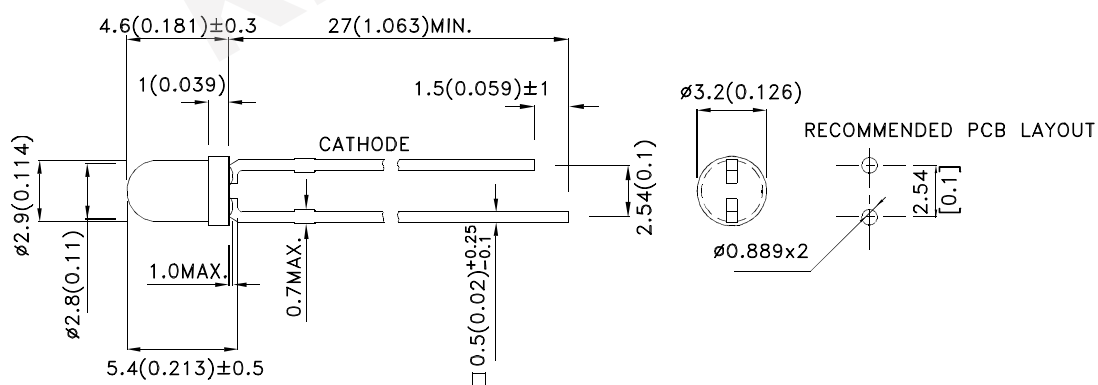 4.6(0.181)±0.3
27(1.063)MIN.
1(0.039)
1.5(0.059)±1
ø3.2(0.126)
CATHODE
RECOMMENDED PCB LAYOUT
ø2.9(0.114)
ø2.8(0.11)
2.54(0.1)
2.54
[0.1]
1.0MAX.
0.7MAX.
□0.5(0.02)+0.25
-0.1
ø0.889x2
5.4(0.213)±0.5